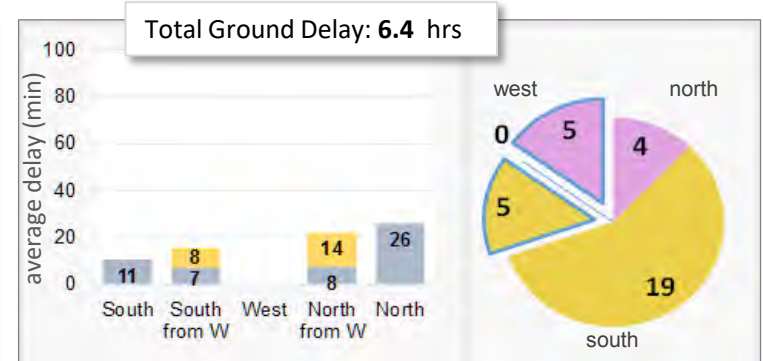 Total Ground Delay: 6.4 hrs
100
80
60
40
20
0
average delay (min)
11
8
7
14
8
26
South South from W West North from W North
west
north
0
5
4
5
19
south